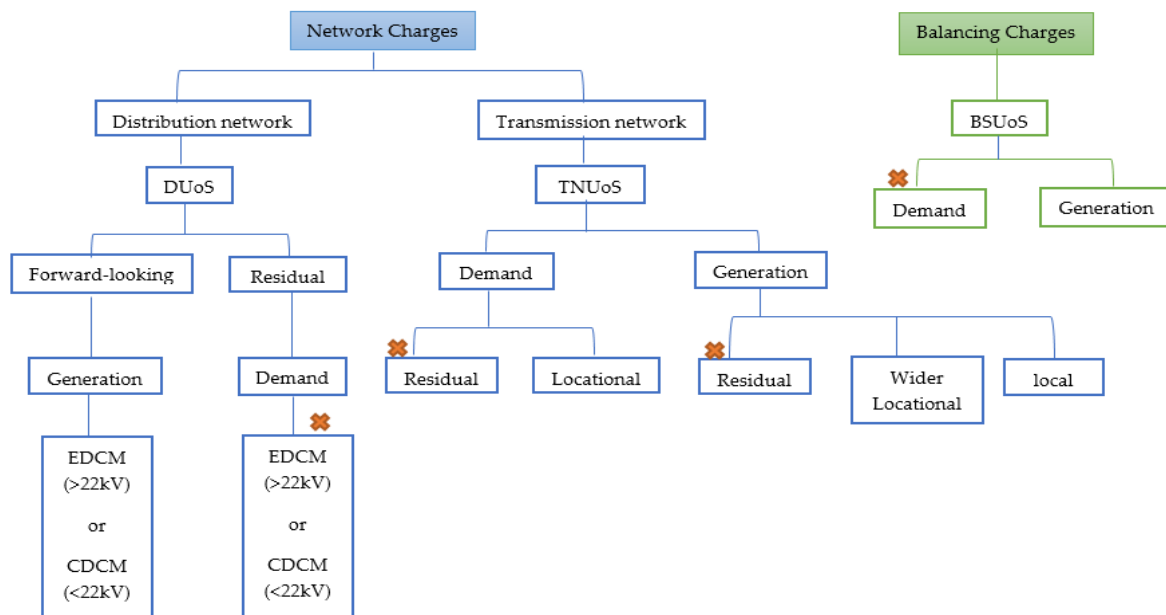 Network Charges
Balancing Charges
Distribution network
Transmission network
BSUoS
DUoS
TNUoS
Demand
Generation
Forward-looking
Residual
Demand
Generation
Generation
Demand
Residual
Locational
Residual
Wider
Locational
local
EDCM
(>22kV)
or
CDCM
(<22kV)
EDCM
(>22kV)
or
CDCM
(<22kV)